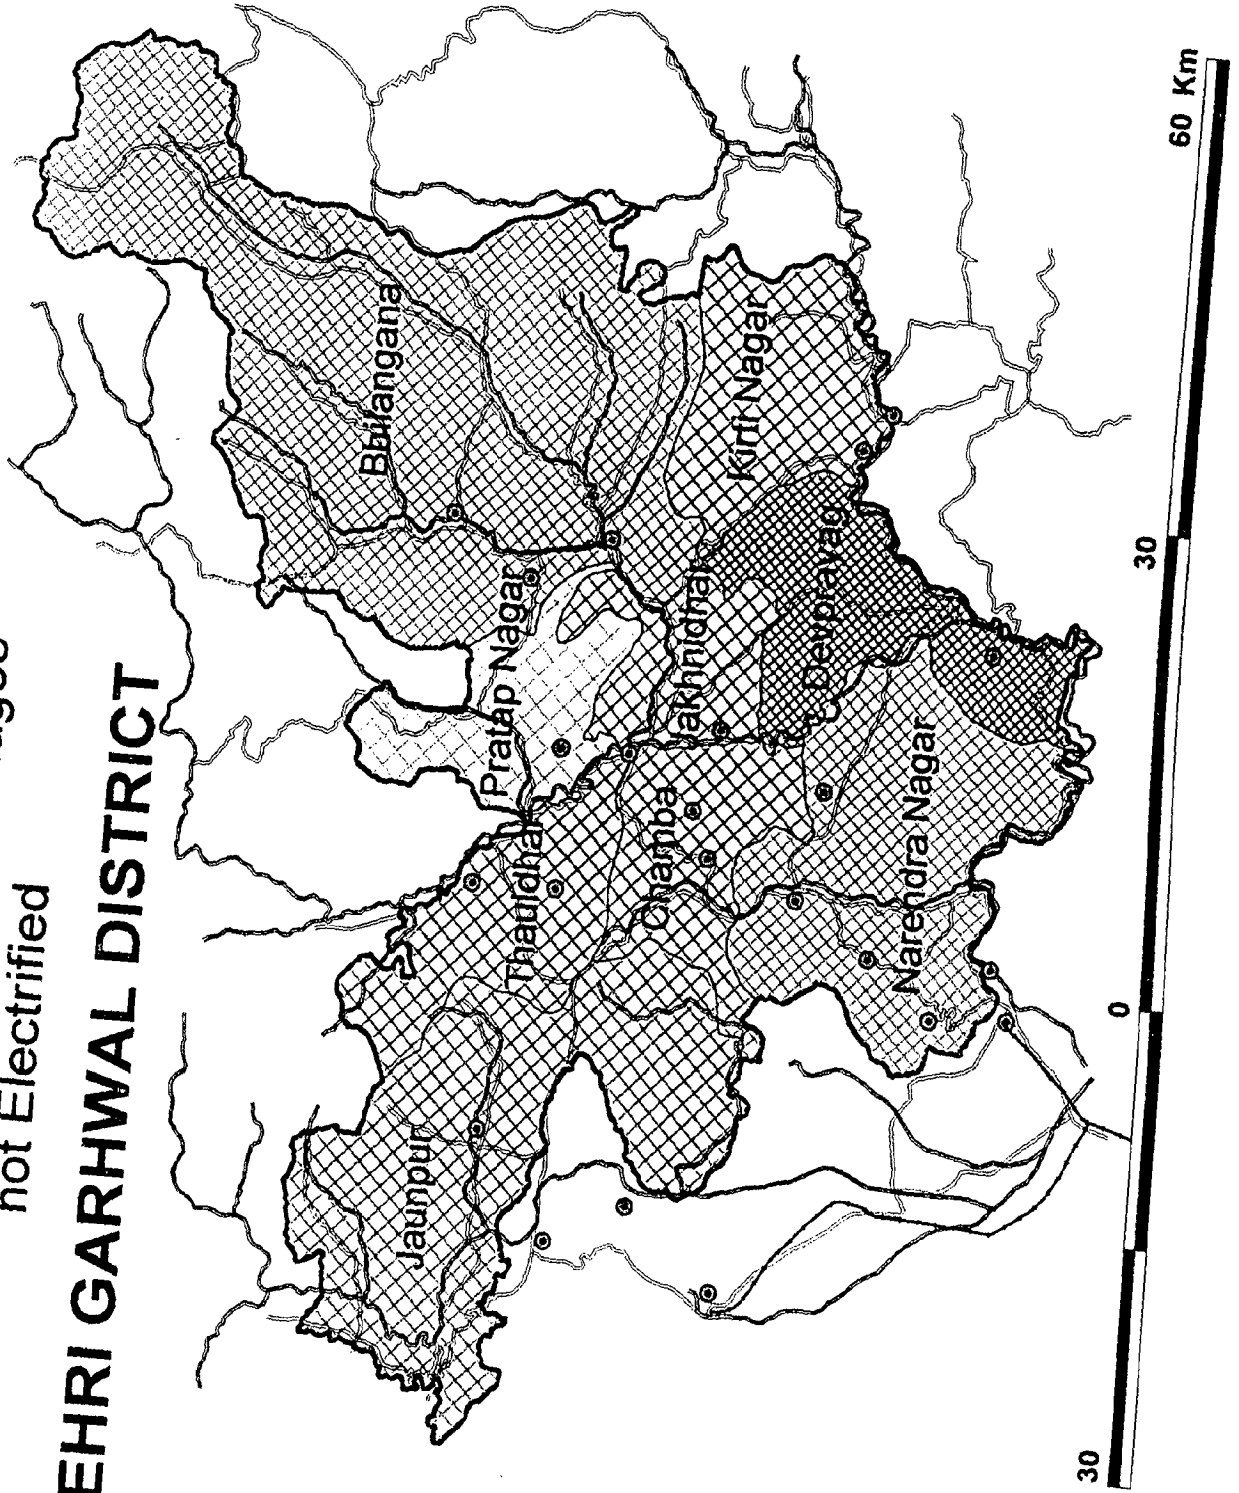 not Electrified
EHRI GARHWAL DISTRICT
Jaunpur
Thauldhar
Pratap Nagar
Bhilangana
Chamba
Jakhnidhar
Kirti Nagar
Narendra Nagar
Devprayag
30
0
30
60 Km